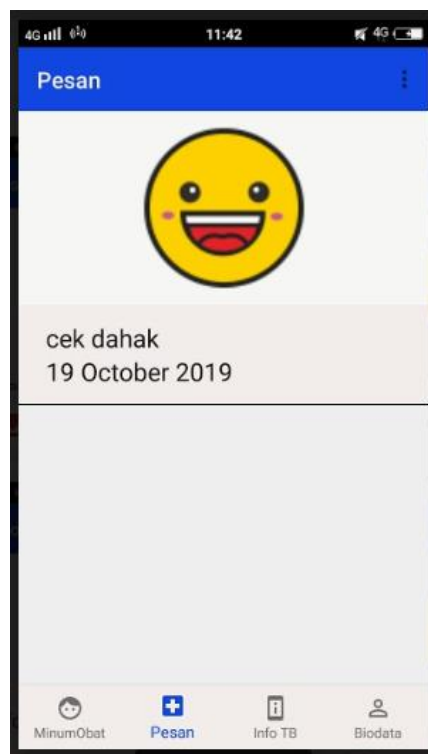 4G 11:42 4G
Pesan
cek dahak
19 October 2019
MinumObat Pesan Info TB Biodata